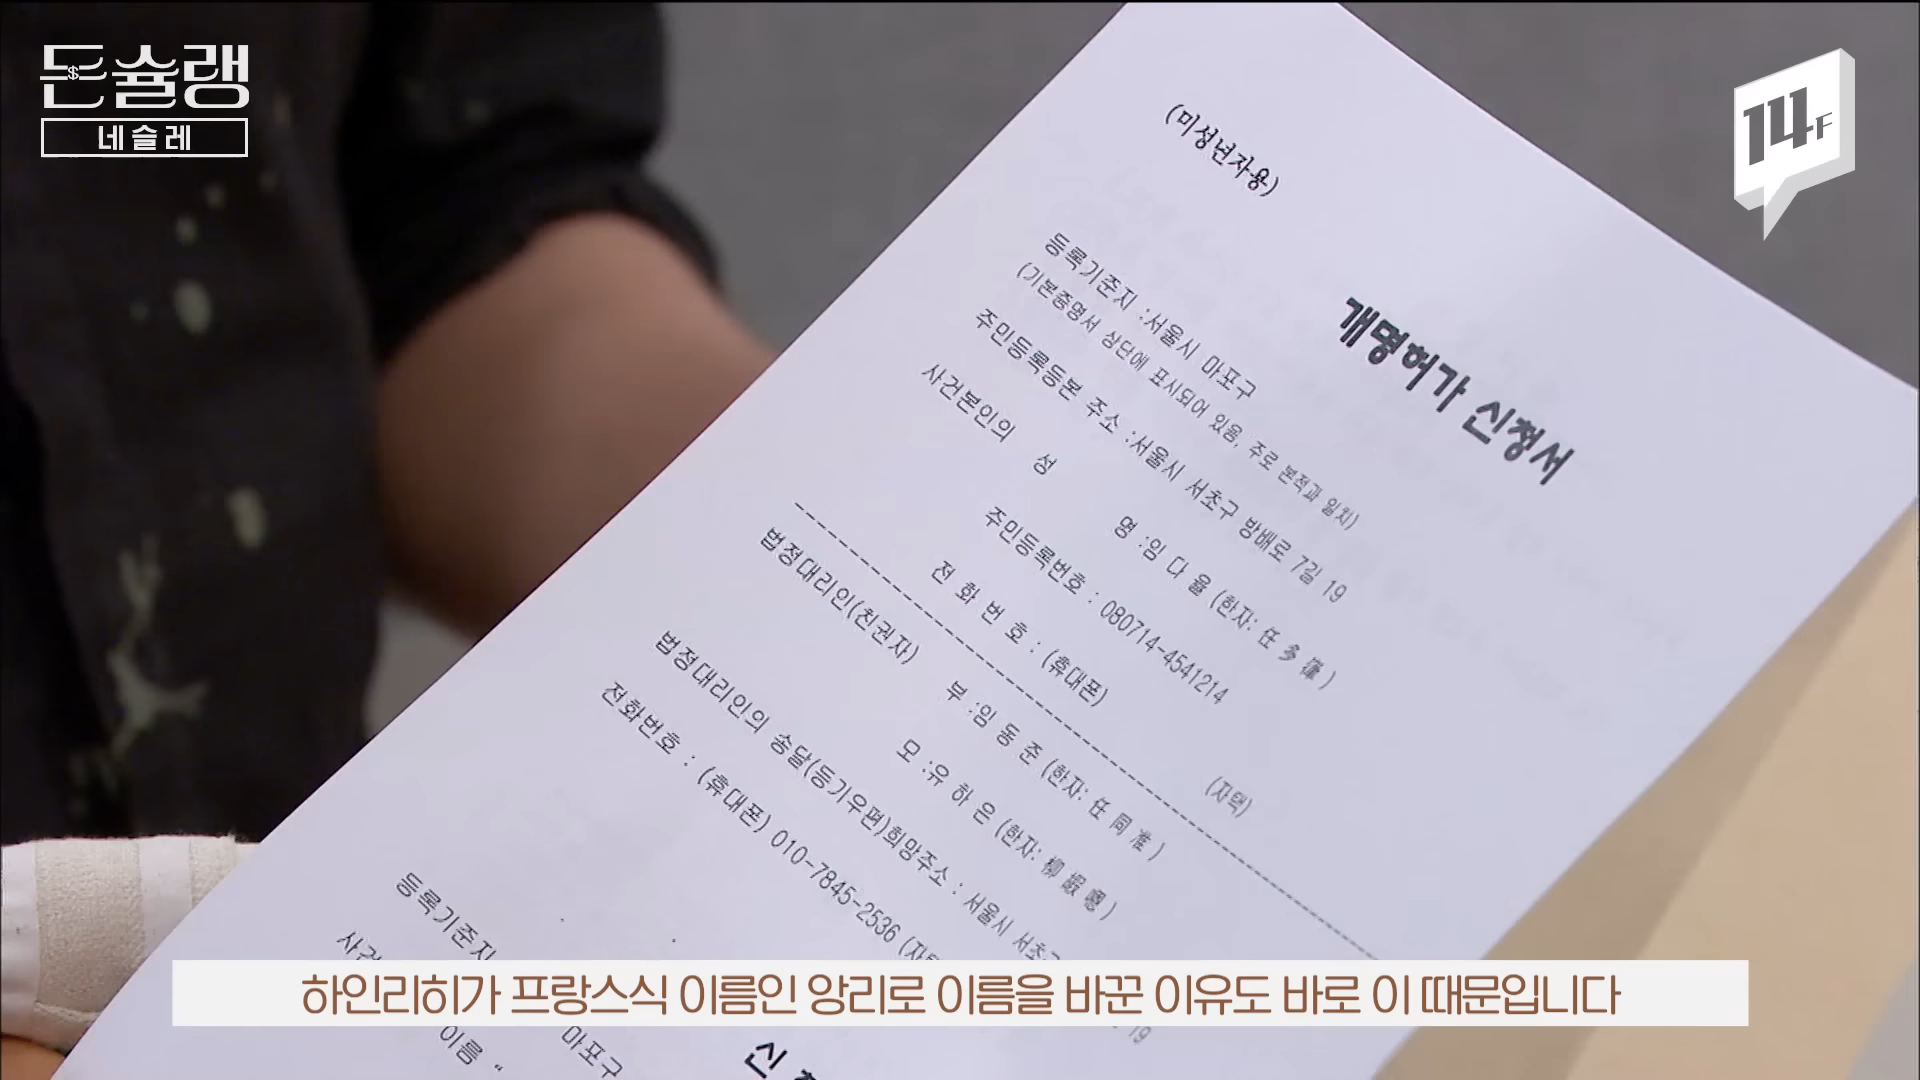 돈슐랭
네슬레
14F
(미성년자용)
개명허가 신청서
등록기준지 :서울시 마포구
(기본증명서 상단에 표시되어 있음, 주로 본적과 일치)
주민등록등본 주소 :서울시 서초구 방배로 7길 19
사건본인의 성 명 :임 다 율 (한자: 任 多 )
주민등록번호 : 080714-4541214
전 화 번 호 : (휴대폰) (자택)
법정대리인(친권자) 부 :임 동 준 (한자: 任 同 准 )
모 :유 하 은 (한자: 柳 )
법정대리인의 송달(등기우편)희망주소 : 서울시 서초구
전화번호 : (휴대폰) 010-7845-2536
등록기준지 마포구
19
이름 "
하인리히가 프랑스식 이름인 앙리로 이름을 바꾼 이유도 바로 이 때문입니다